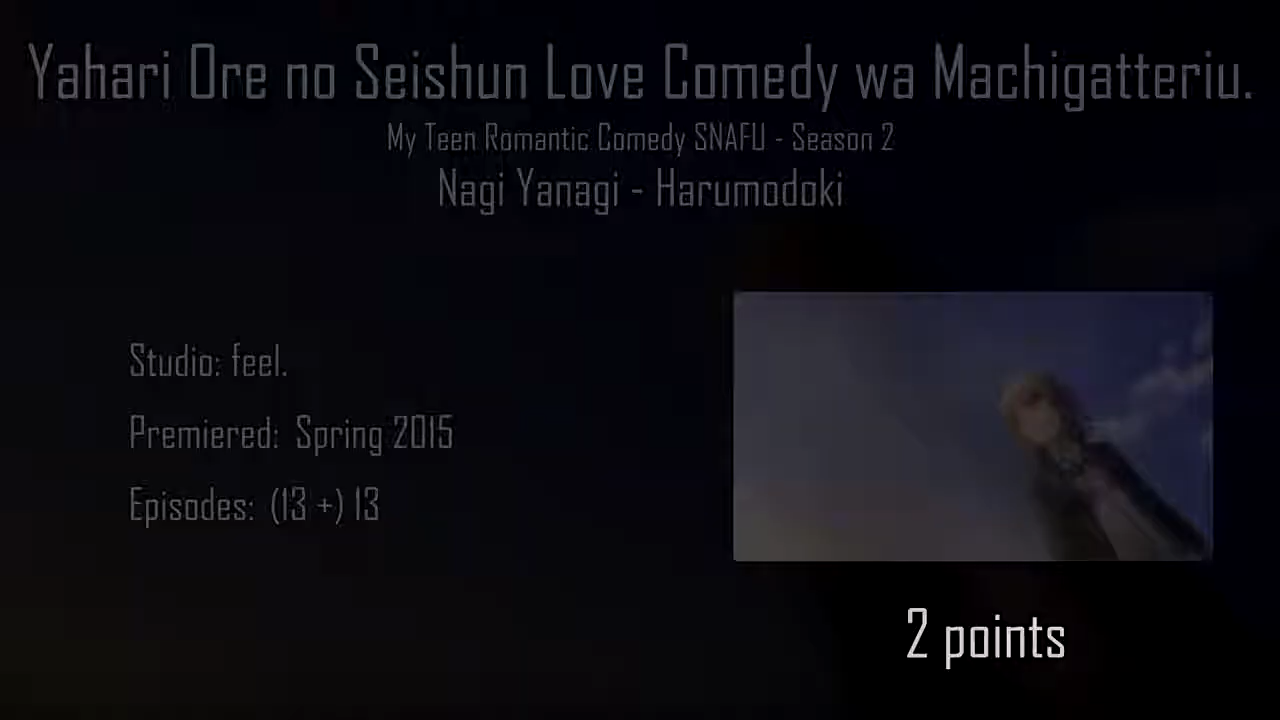 Yahari Ore no Seishun Love Comedy wa Machigatteriu.
My Teen Romantic Comedy SNAFU - Season 2
Nagi Yanagi - Harumodoki
Studio: feel.
Premiered: Spring 2015
Episodes: (13 +) 13
2 points